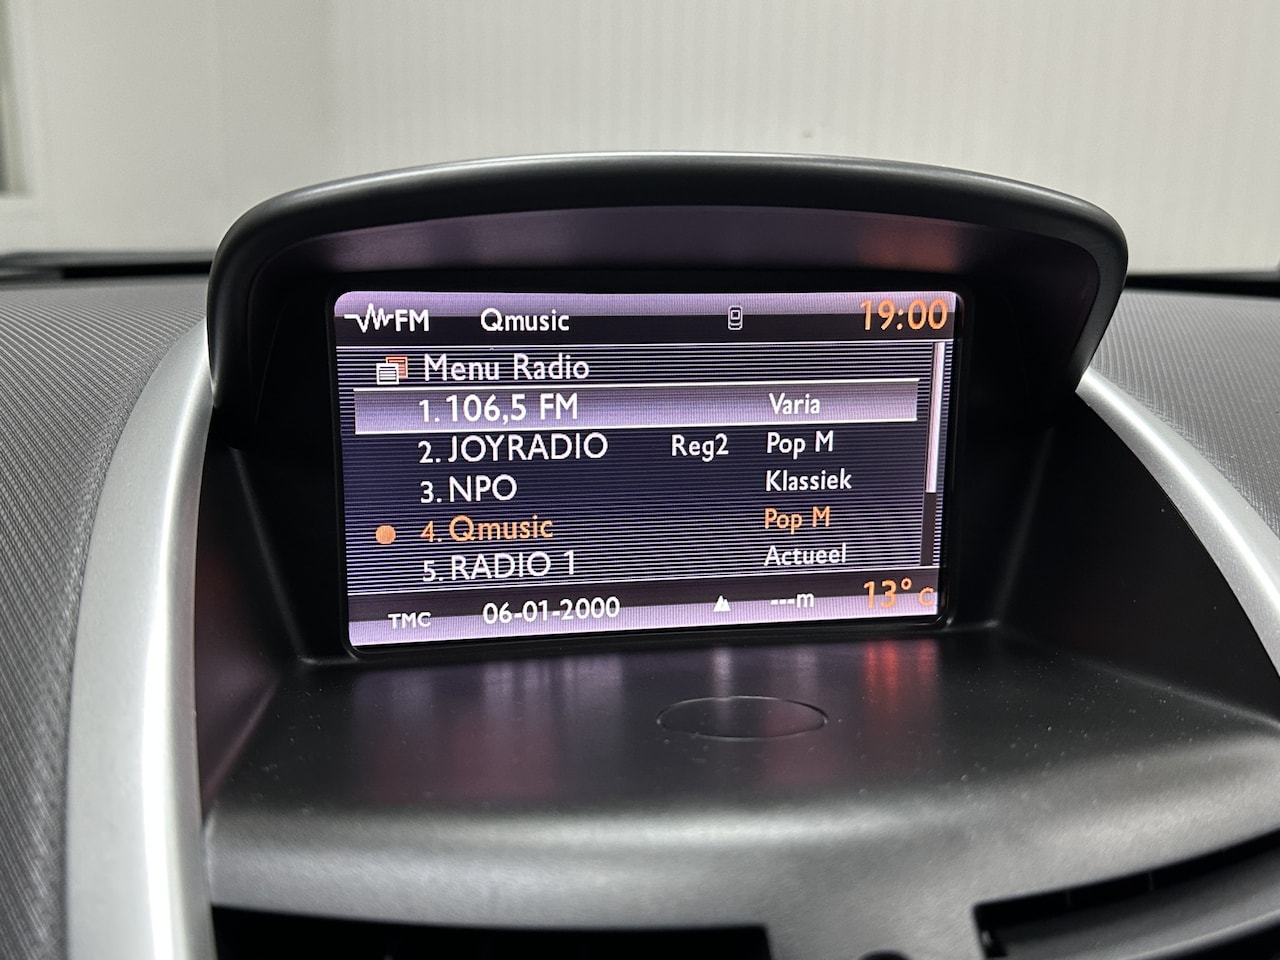 FM Qmusic 19:00
Menu Radio
1. 106,5 FM Varia
2. JOYRADIO Reg2 Pop M
3. NPO Klassiek
4. Qmusic Pop M
5. RADIO 1 Actueel
TMC 06-01-2000 ---m 13° C